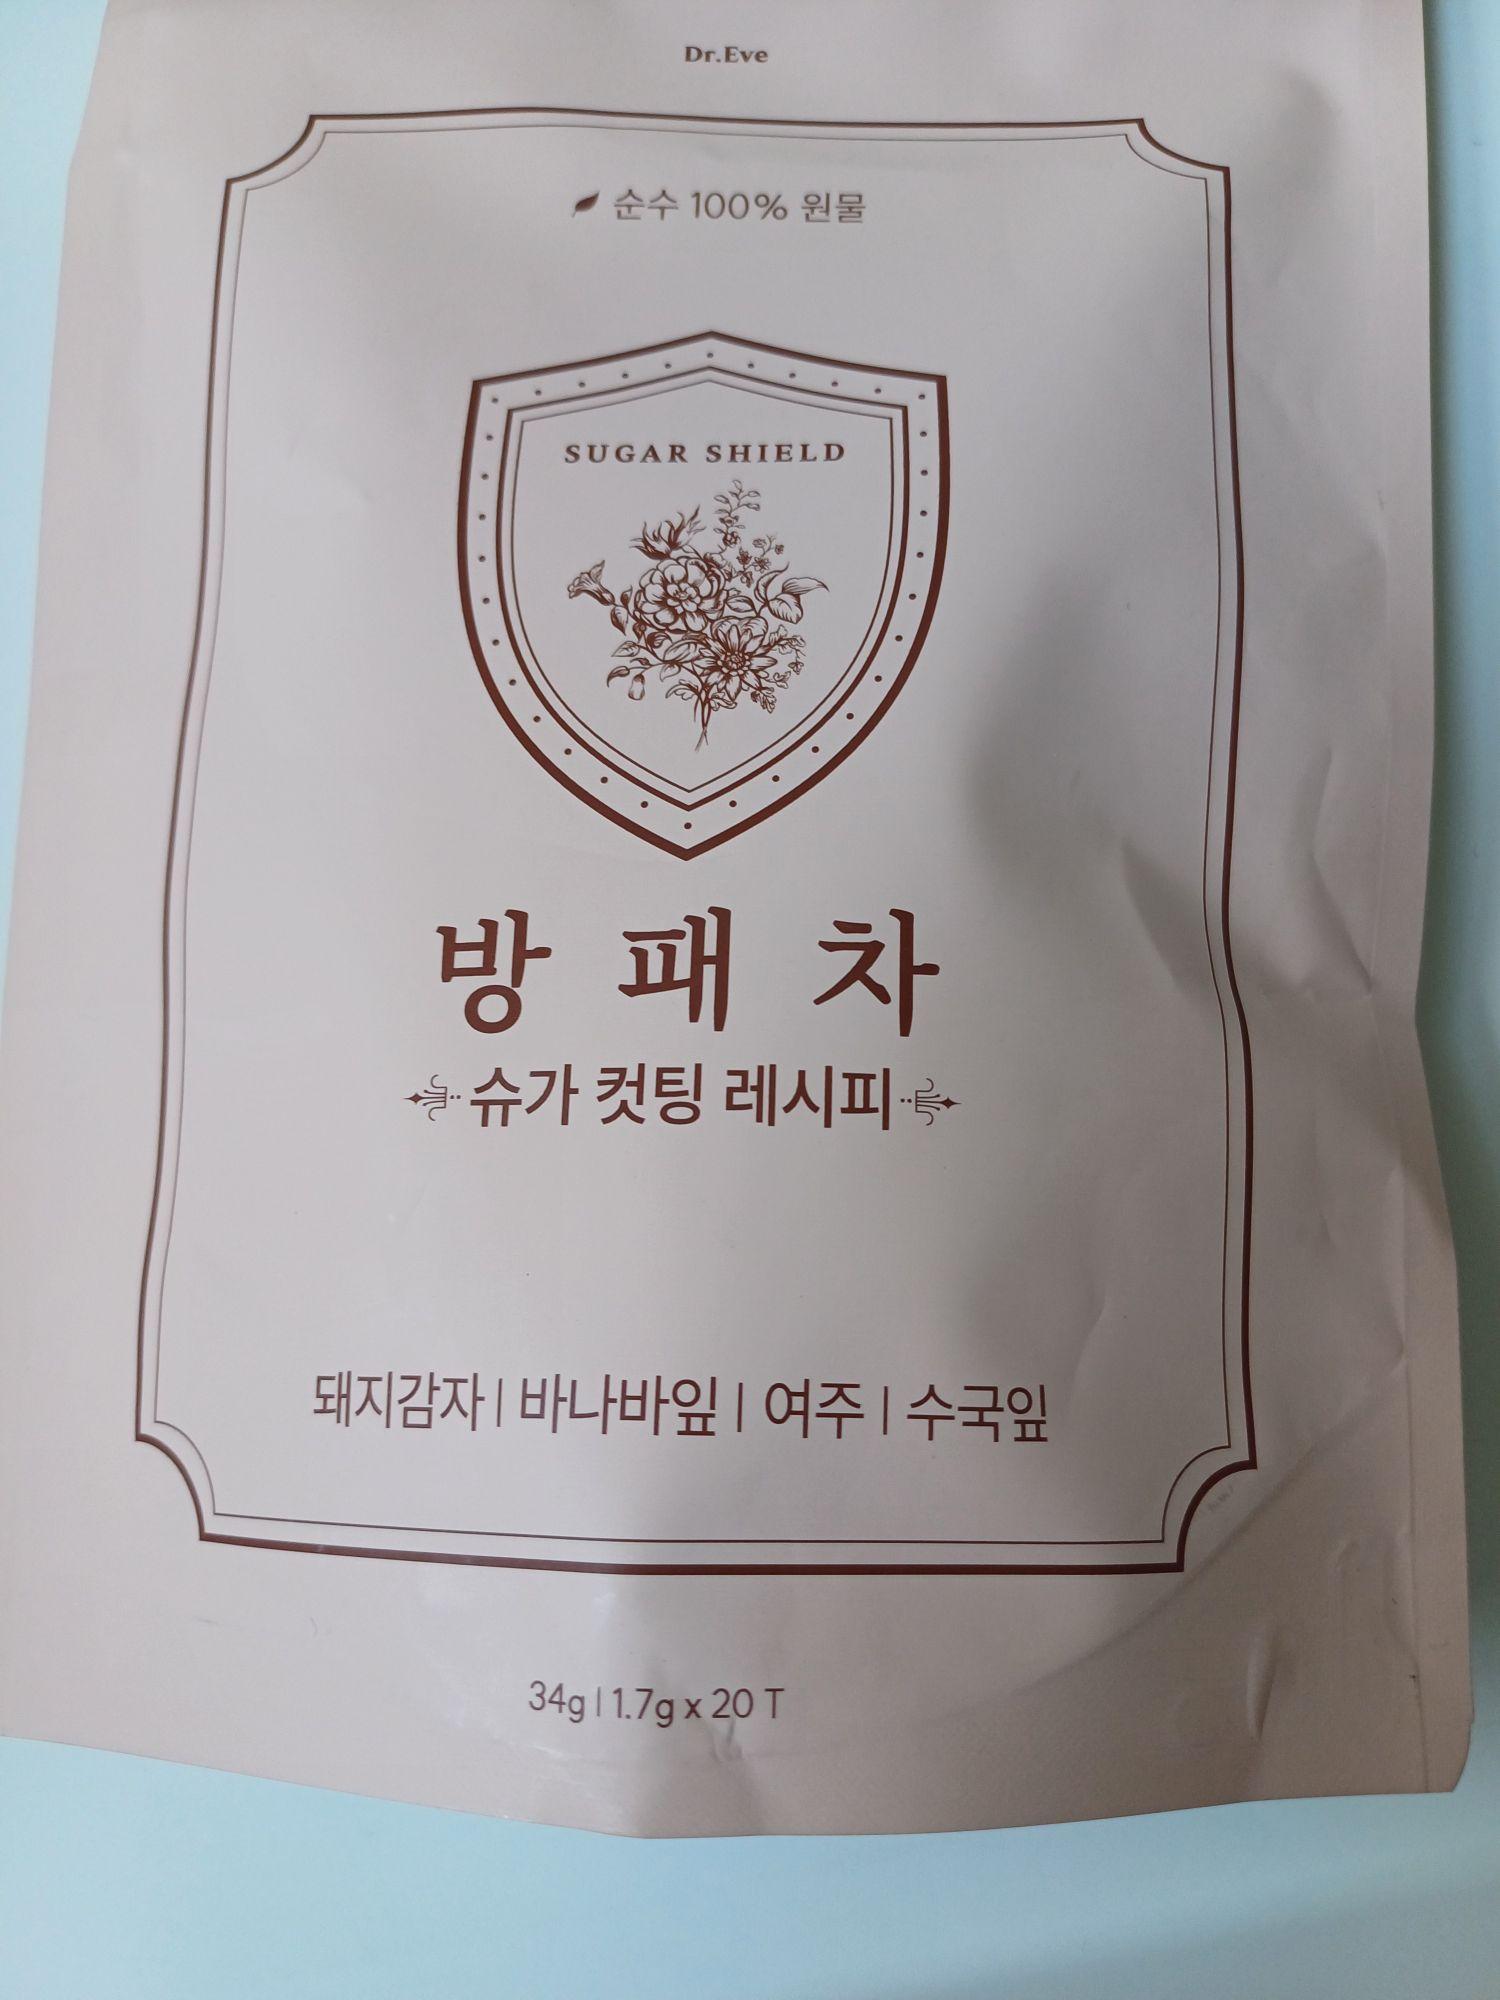 Dr.Eve
순수 100% 원물
SUGAR SHIELD
방패차
슈가 컷팅 레시피
돼지감자 | 바나바잎 | 여주 | 수국잎
34g | 1.7g x 20 T